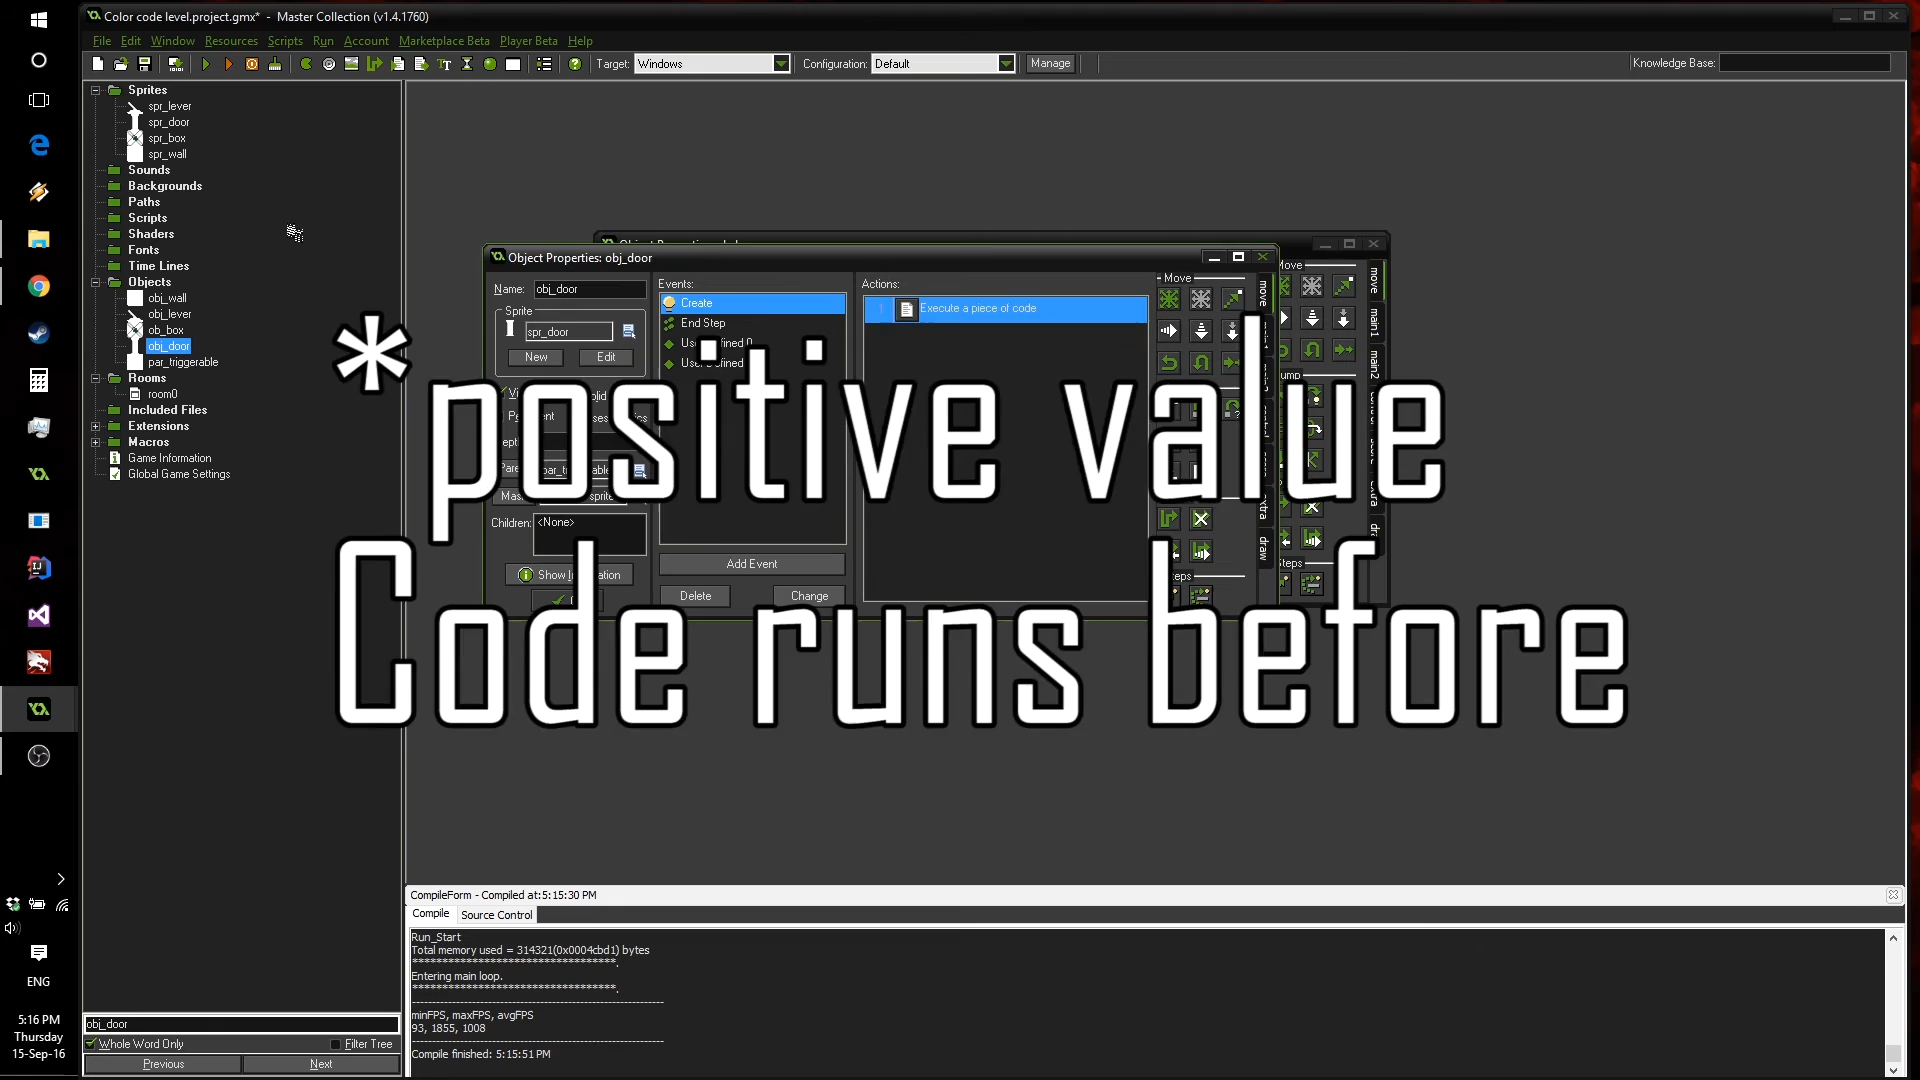 Color code level.project.gmx* - Master Collection (v1.4.1760)
File Edit Window Resources Scripts Run Account Marketplace Beta Player Beta Help
Target: Windows Configuration: Default Manage Knowledge Base:
Sprites
spr_lever
spr_door
spr_box
spr_wall
Sounds
Backgrounds
Paths
Scripts
Shaders
Fonts
Time Lines
Objects
obj_wall
obj_lever
ob_box
obj_door
par_triggerable
Rooms
room0
Included Files
Extensions
Macros
Game Information
Global Game Settings
Object Properties: obj_door
Name: obj_door
Sprite
spr_door
New Edit
Children: <None>
Events:
Create
End Step
Add Event
Delete Change
Actions:
1 Execute a piece of code
Move
move
extra
draw
main1
main2
*positive value
Code runs before
CompileForm - Compiled at:5:15:30 PM
Compile Source Control
Run_Start
Total memory used = 314321(0x0004cbd1) bytes
**********************************.
Entering main loop.
**********************************.
minFPS, maxFPS, avgFPS
93, 1855, 1008
Compile finished: 5:15:51 PM
obj_door
Whole Word Only Filter Tree
Previous Next
ENG
5:16 PM
Thursday
15-Sep-16